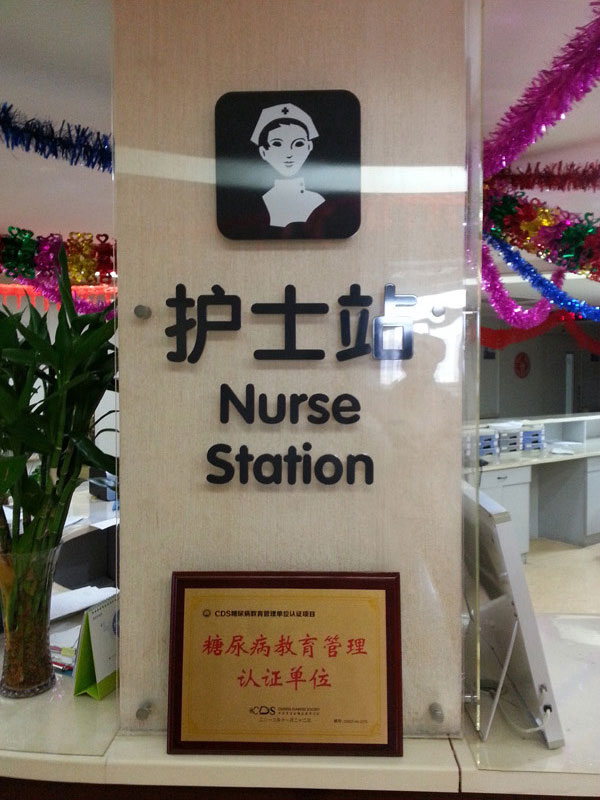 护士站
Nurse
Station
CDS糖尿病教育管理单位认证项目
糖尿病教育管理
认证单位
CDS